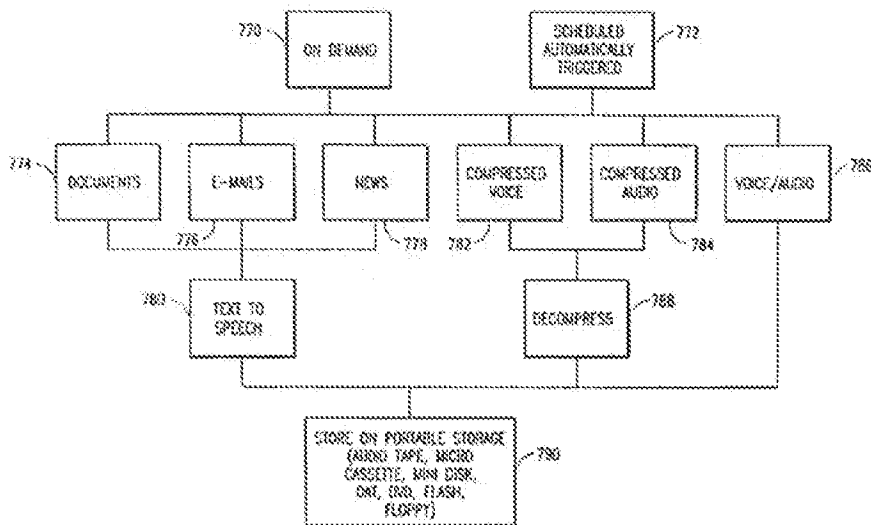 770
ON DEMAND
SCHEDULED
AUTOMATICALLY
TRIGGERED
772
774
DOCUMENTS
E-MAILS
776
NEWS
778
COMPRESSED
VOICE
782
COMPRESSED
AUDIO
784
VOICE/AUDIO
786
780
TEXT TO
SPEECH
DECOMPRESS
788
STORE ON PORTABLE STORAGE
(AUDIO TAPE, MICRO
CASSETTE, MINI DISK,
DAT, DVD, FLASH,
FLOPPY)
790